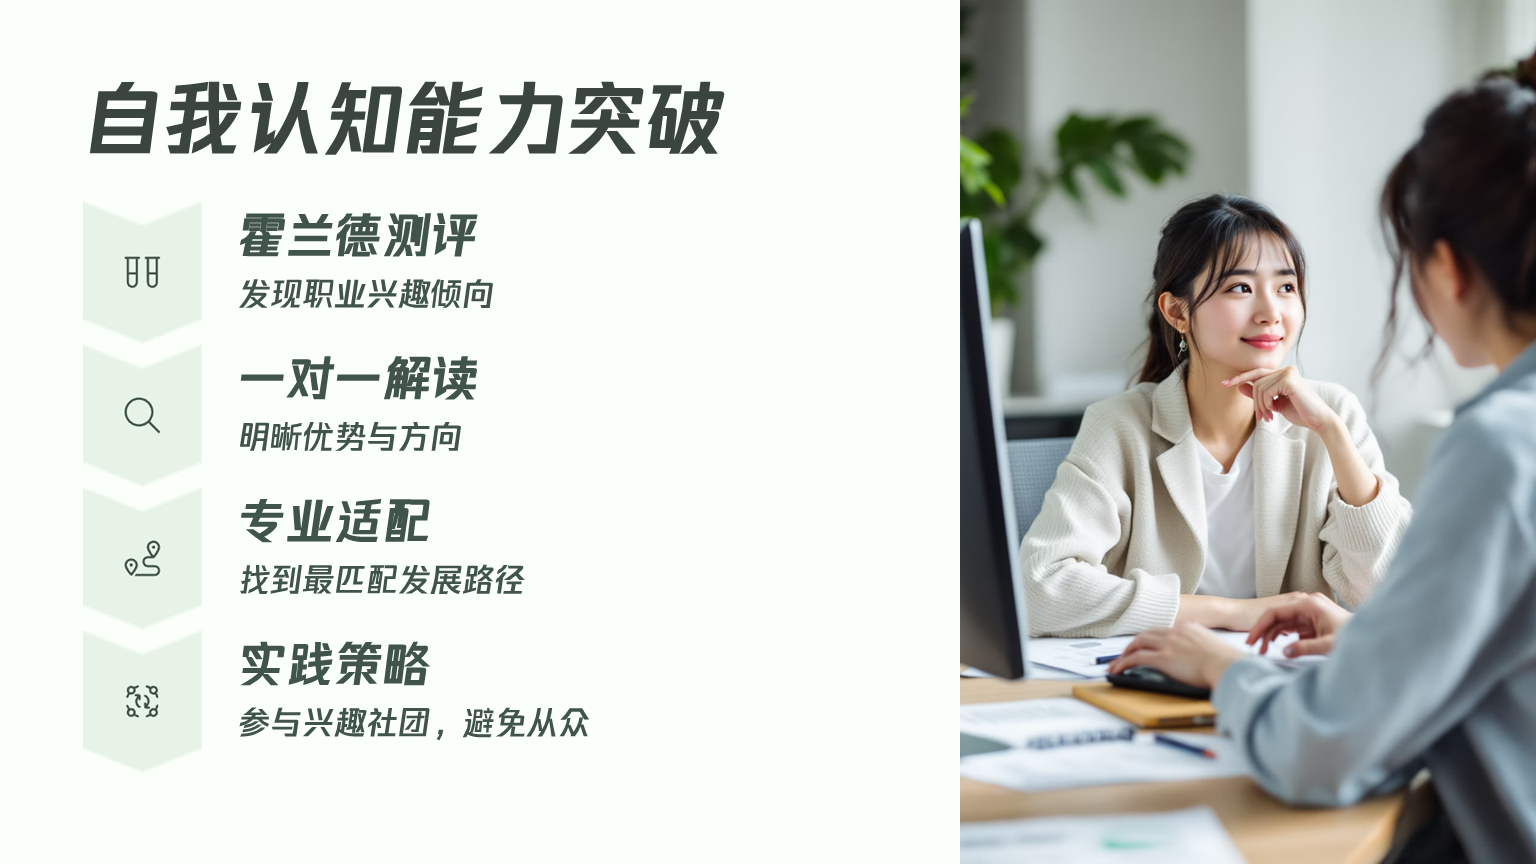 自我认知能力突破
霍兰德测评
发现职业兴趣倾向
一对一解读
明晰优势与方向
专业适配
找到最匹配发展路径
实践策略
参与兴趣社团，避免从众